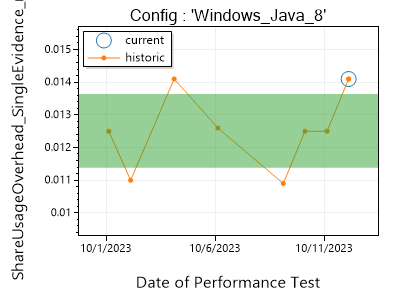 Config : 'Windows_Java_8'
current
historic
ShareUsageOverhead_SingleEvidence_
0.015
0.014
0.013
0.012
0.011
0.01
10/1/2023
10/6/2023
10/11/2023
Date of Performance Test